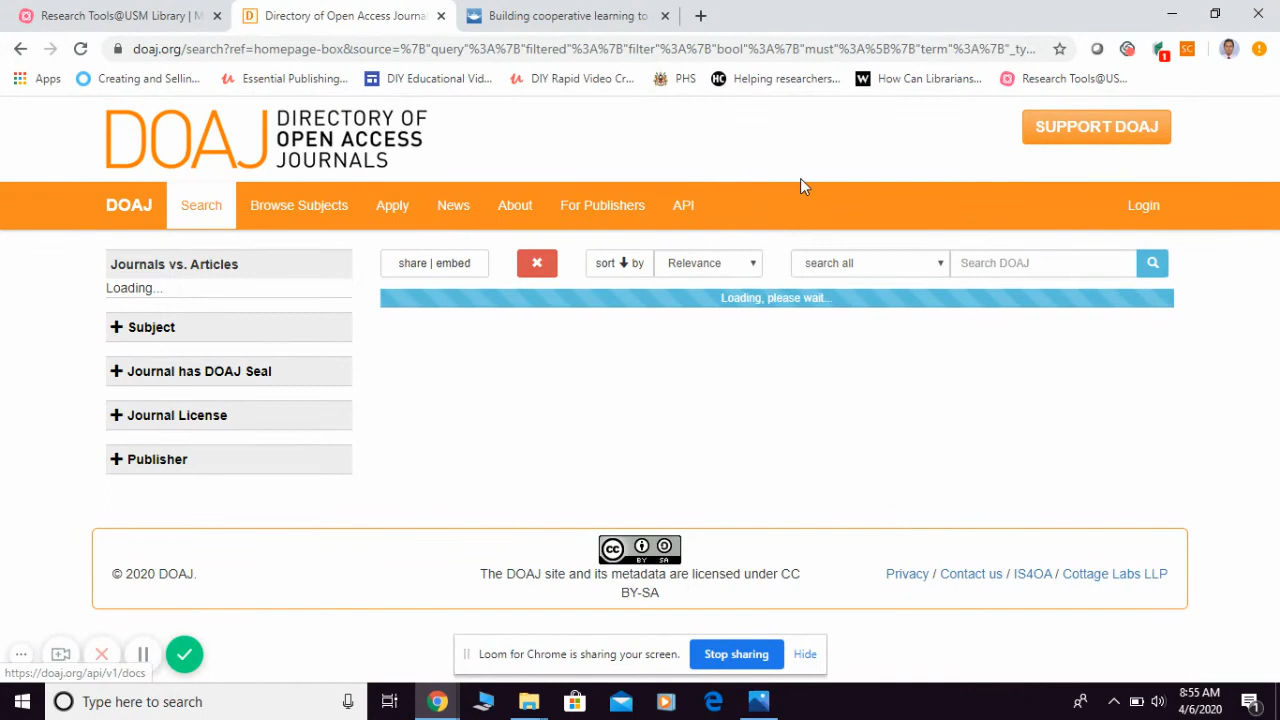 Research Tools@USM Library | M
Directory of Open Access Journa
Building cooperative learning to
doaj.org/search?ref=homepage-box&source=%7B"query"%3A%7B"filtered"%3A%7B"filter"%3A%7B"bool"%3A%7B"must"%3A%5B%7B"term"%3A%7B"_ty...
SC
1
Apps
Creating and Sellin...
Essential Publishing...
DIY Educational Vid...
DIY Rapid Video Cr...
PHS
HC
Helping researchers...
W
How Can Librarians...
Research Tools@US...
DOAJ
DIRECTORY OF
OPEN ACCESS
JOURNALS
SUPPORT DOAJ
DOAJ
Search
Browse Subjects
Apply
News
About
For Publishers
API
Login
Journals vs. Articles
Loading...
share | embed
sort by
Relevance
search all
Search DOAJ
Loading, please wait...
Subject
Journal has DOAJ Seal
Journal License
Publisher
CC
BY SA
© 2020 DOAJ.
The DOAJ site and its metadata are licensed under CC
BY-SA
Privacy / Contact us / IS4OA / Cottage Labs LLP
Loom for Chrome is sharing your screen.
Stop sharing
Hide
https://doaj.org/api/v1/docs
Type here to search
8:55 AM
4/6/2020
1